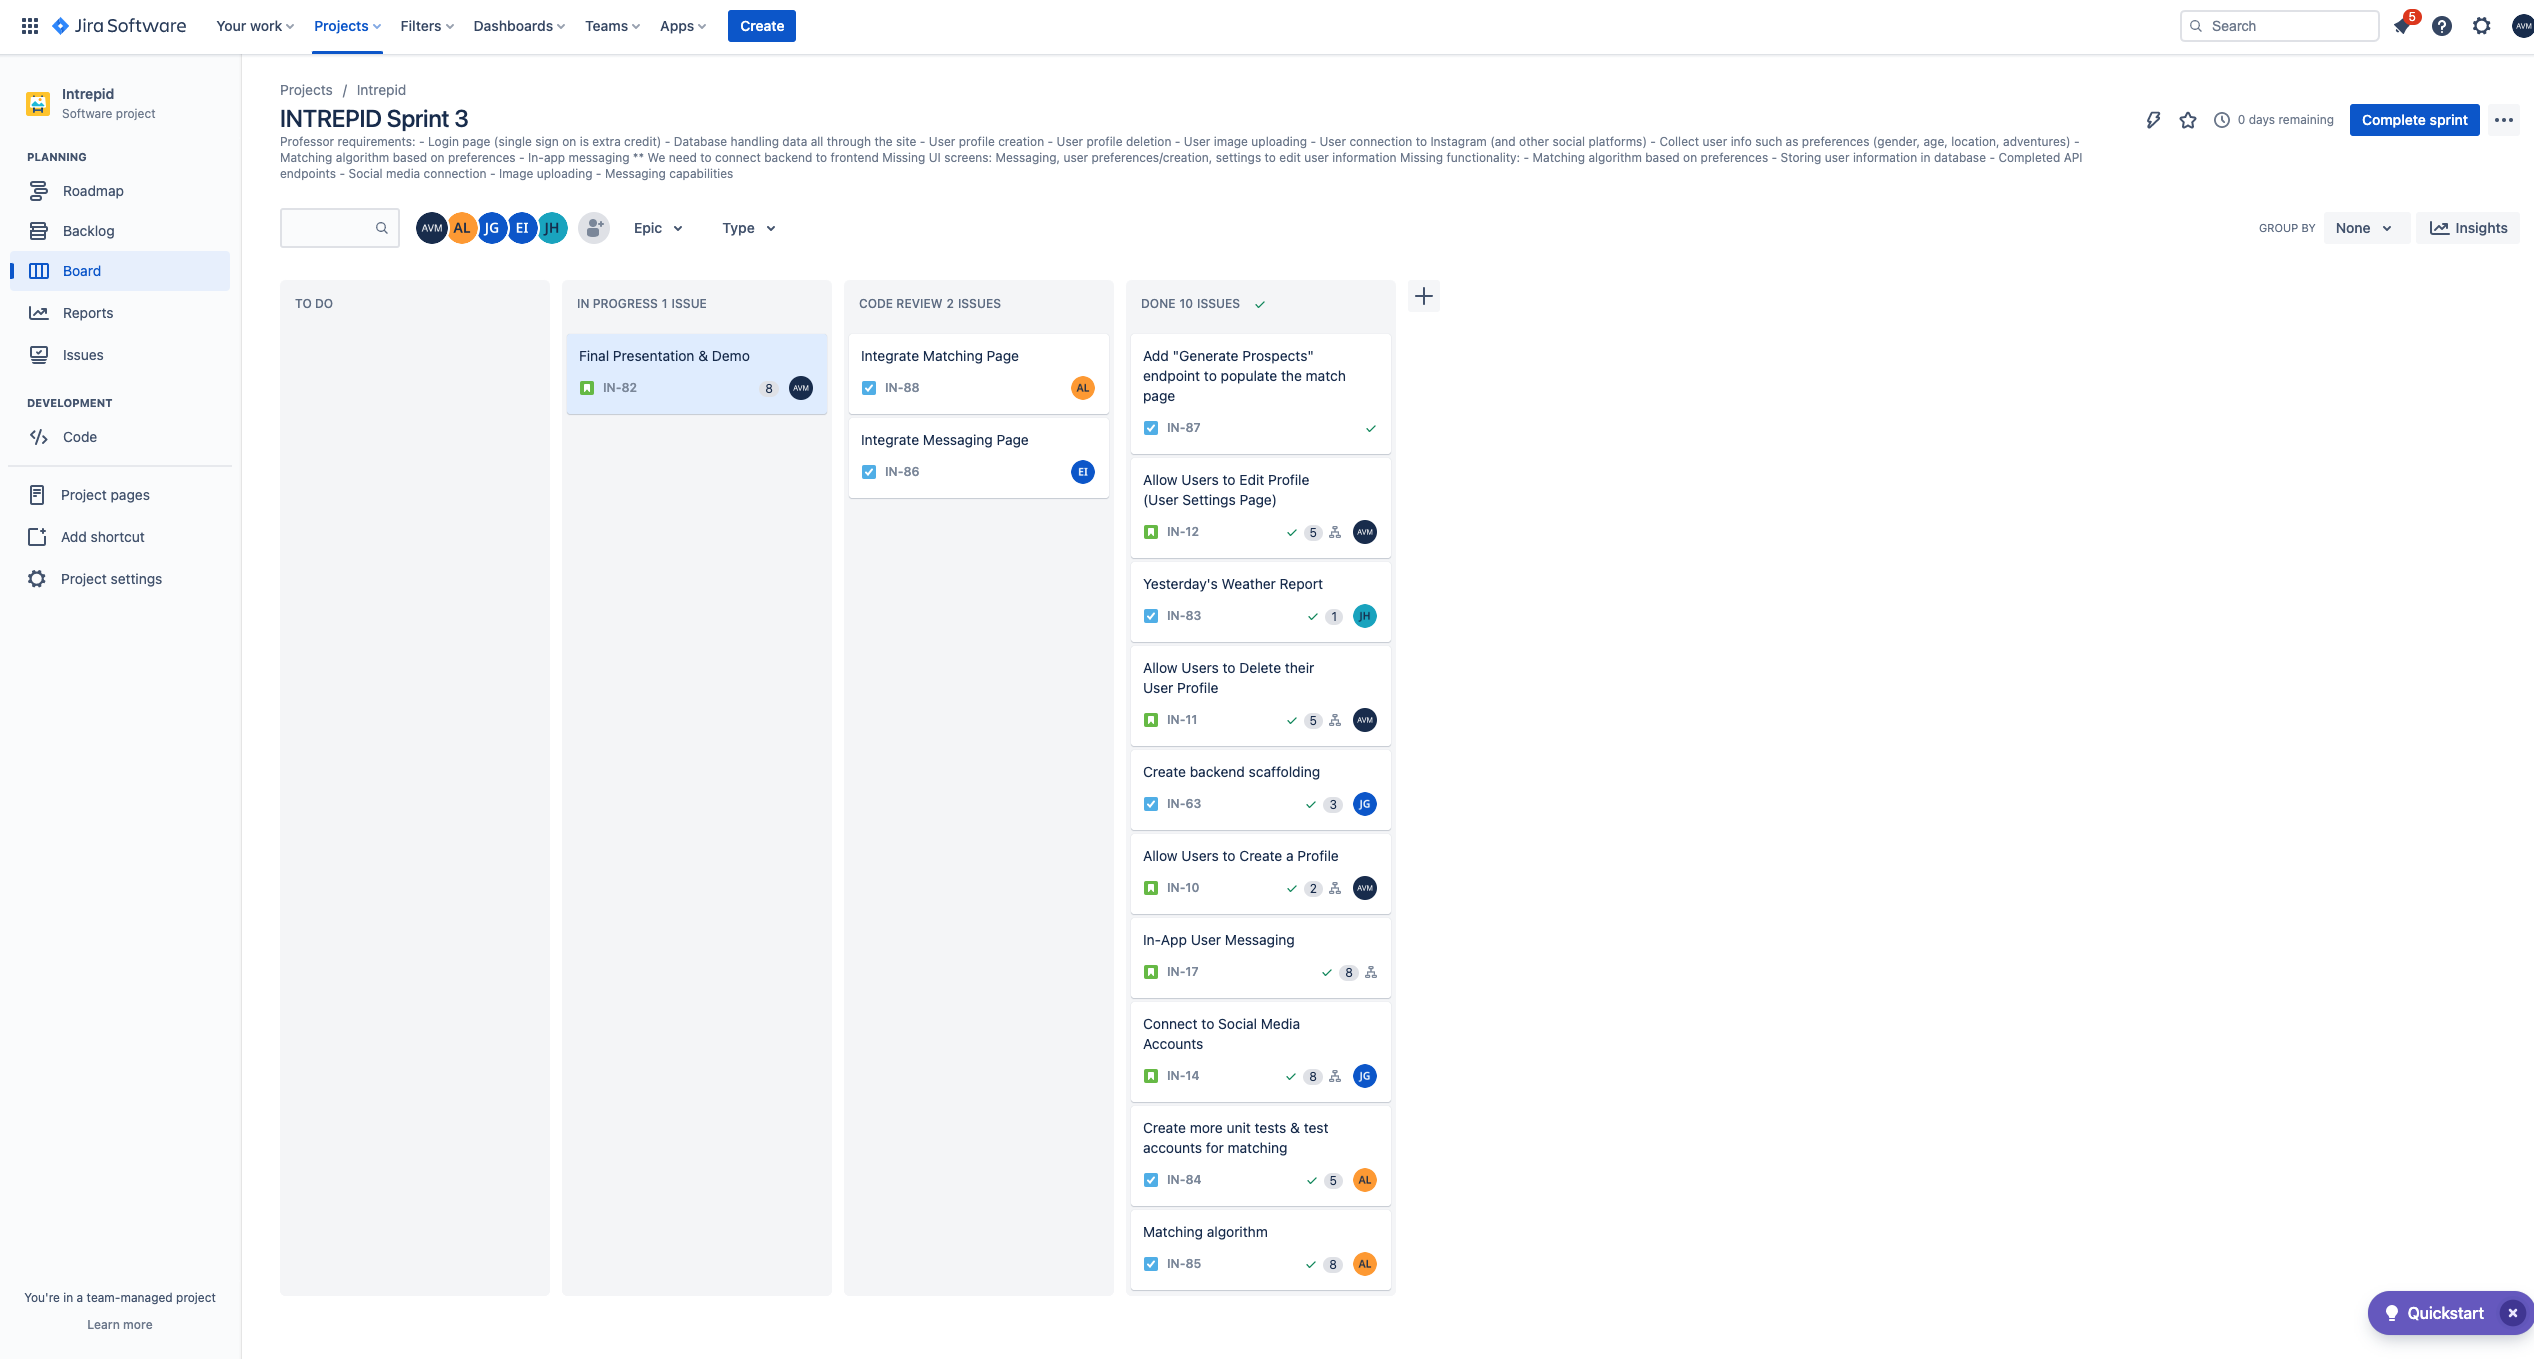 Jira Software
Your work
Projects
Filters
Dashboards
Teams
Apps
Create
Search
5
AVM
Intrepid
Software project
PLANNING
Roadmap
Backlog
Board
Reports
Issues
DEVELOPMENT
Code
Project pages
Add shortcut
Project settings
You're in a team-managed project
Learn more
Projects / Intrepid
INTREPID Sprint 3
0 days remaining
Complete sprint
Professor requirements: - Login page (single sign on is extra credit) - Database handling data all through the site - User profile creation - User profile deletion - User image uploading - User connection to Instagram (and other social platforms) - Collect user info such as preferences (gender, age, location, adventures) -
Matching algorithm based on preferences - In-app messaging ** We need to connect backend to frontend Missing UI screens: Messaging, user preferences/creation, settings to edit user information Missing functionality: - Matching algorithm based on preferences - Storing user information in database - Completed API
endpoints - Social media connection - Image uploading - Messaging capabilities
AVM AL JG EI JH
Epic
Type
GROUP BY
None
Insights
TO DO
IN PROGRESS 1 ISSUE
Final Presentation & Demo
IN-82 8 AVM
CODE REVIEW 2 ISSUES
Integrate Matching Page
IN-88 AL
Integrate Messaging Page
IN-86 EI
DONE 10 ISSUES
Add "Generate Prospects"
endpoint to populate the match
page
IN-87
Allow Users to Edit Profile
(User Settings Page)
IN-12 5 AVM
Yesterday's Weather Report
IN-83 1 JH
Allow Users to Delete their
User Profile
IN-11 5 AVM
Create backend scaffolding
IN-63 3 JG
Allow Users to Create a Profile
IN-10 2 AVM
In-App User Messaging
IN-17 8
Connect to Social Media
Accounts
IN-14 8 JG
Create more unit tests & test
accounts for matching
IN-84 5 AL
Matching algorithm
IN-85 8 AL
Quickstart